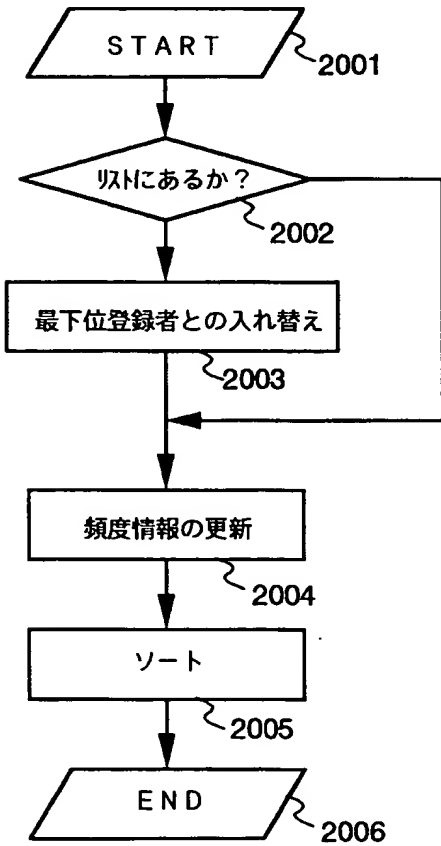 START
2001
リストにあるか？
2002
最下位登録者との入れ替え
2003
頻度情報の更新
2004
ソート
2005
END
2006